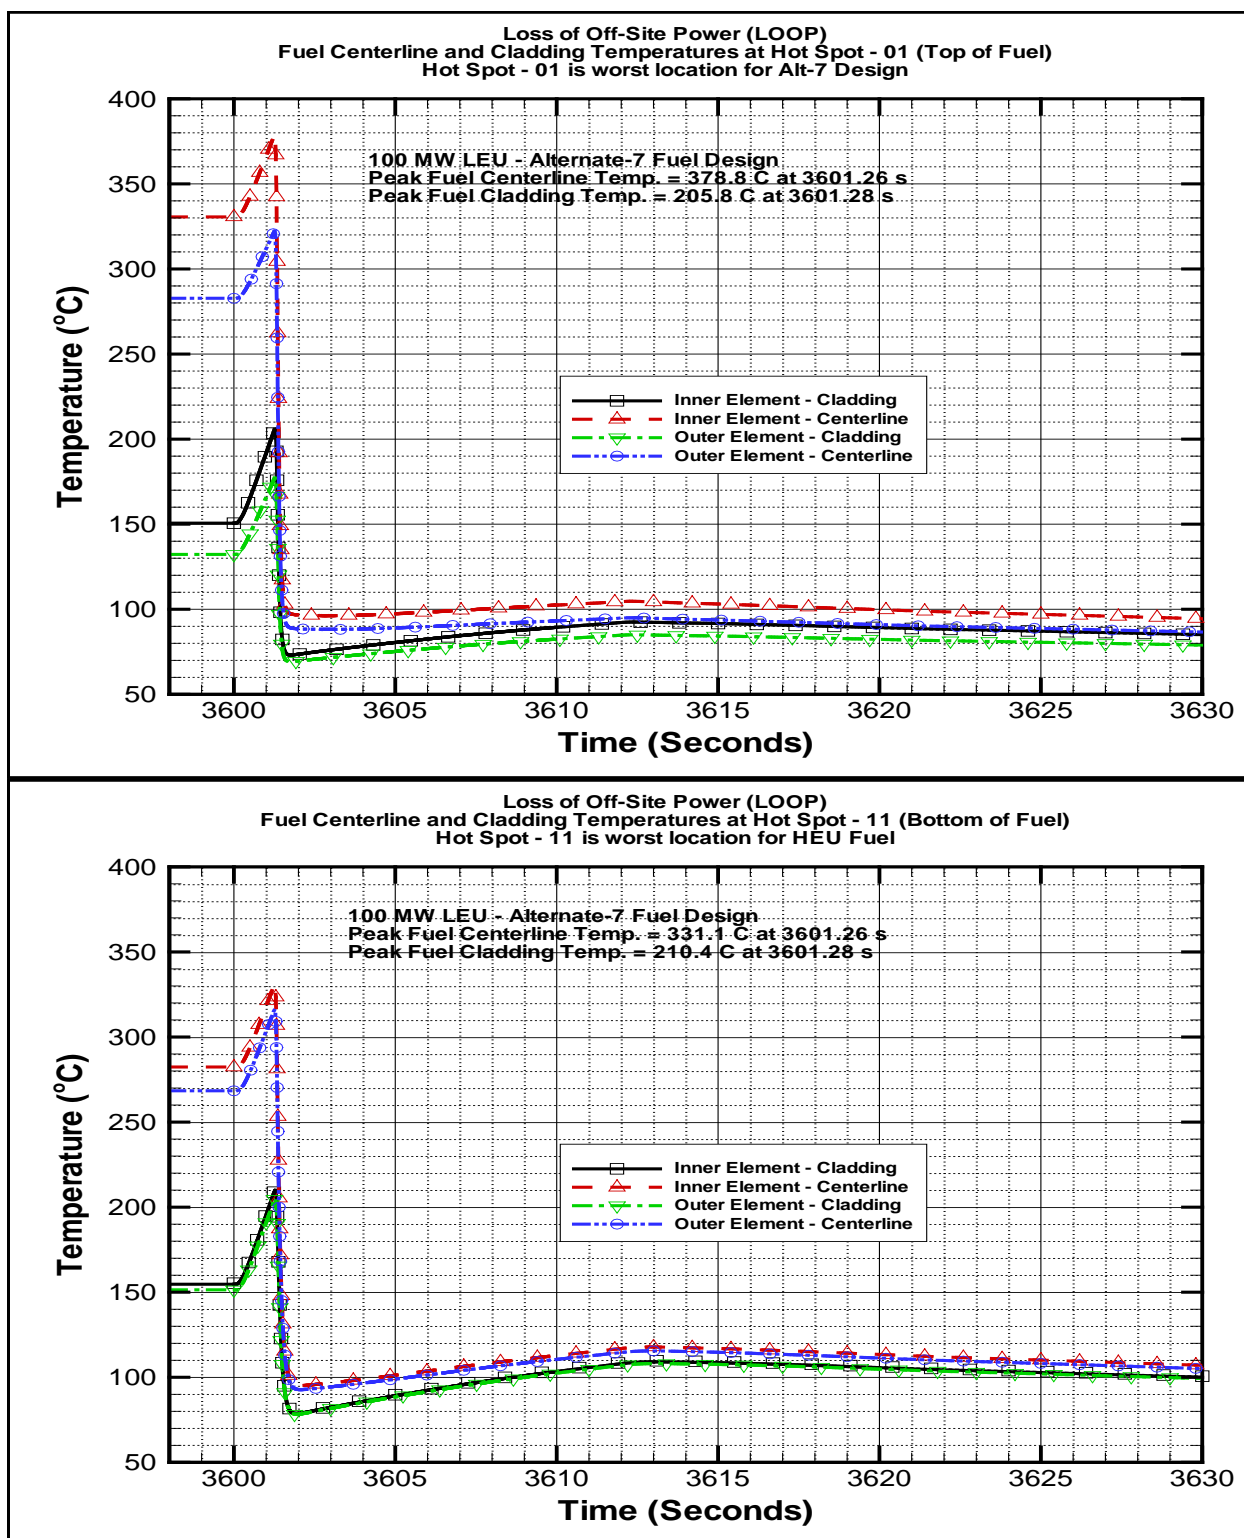 Loss of Off-Site Power (LOOP)
Fuel Centerline and Cladding Temperatures at Hot Spot - 01 (Top of Fuel)
Hot Spot - 01 is worst location for Alt-7 Design
400
350
300
250
200
150
100
50
Temperature (°C)
100 MW LEU - Alternate-7 Fuel Design
Peak Fuel Centerline Temp. = 378.8 C at 3601.26 s
Peak Fuel Cladding Temp. = 205.8 C at 3601.28 s
Inner Element - Cladding
Inner Element - Centerline
Outer Element - Cladding
Outer Element - Centerline
3600 3605 3610 3615 3620 3625 3630
Time (Seconds)
Loss of Off-Site Power (LOOP)
Fuel Centerline and Cladding Temperatures at Hot Spot - 11 (Bottom of Fuel)
Hot Spot - 11 is worst location for HEU Fuel
400
350
300
250
200
150
100
50
Temperature (°C)
100 MW LEU - Alternate-7 Fuel Design
Peak Fuel Centerline Temp. = 331.1 C at 3601.26 s
Peak Fuel Cladding Temp. = 210.4 C at 3601.28 s
Inner Element - Cladding
Inner Element - Centerline
Outer Element - Cladding
Outer Element - Centerline
3600 3605 3610 3615 3620 3625 3630
Time (Seconds)